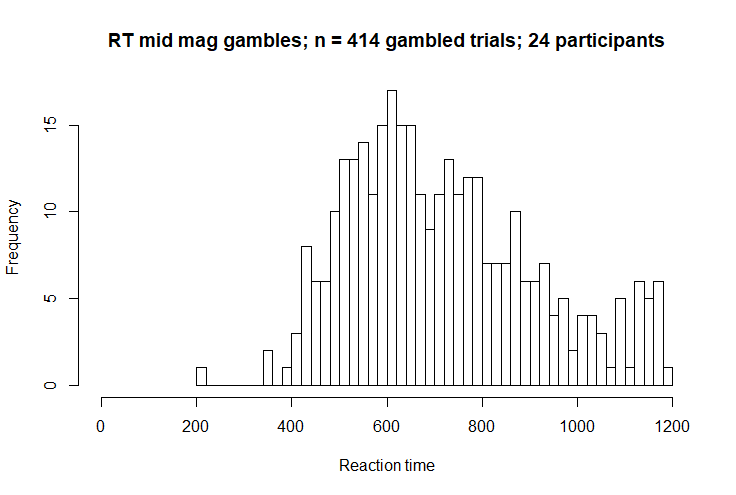 RT mid mag gambles; n = 414 gambled trials; 24 participants
15
10
5
0
Frequency
0 200 400 600 800 1000 1200
Reaction time